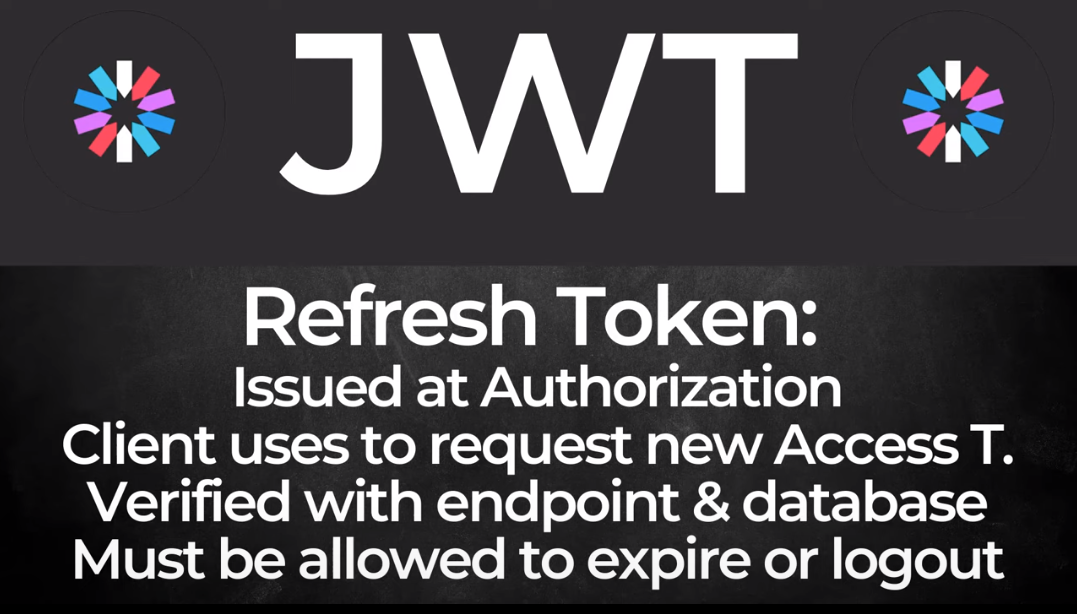 JWT
Refresh Token:
Issued at Authorization
Client uses to request new Access T.
Verified with endpoint & database
Must be allowed to expire or logout